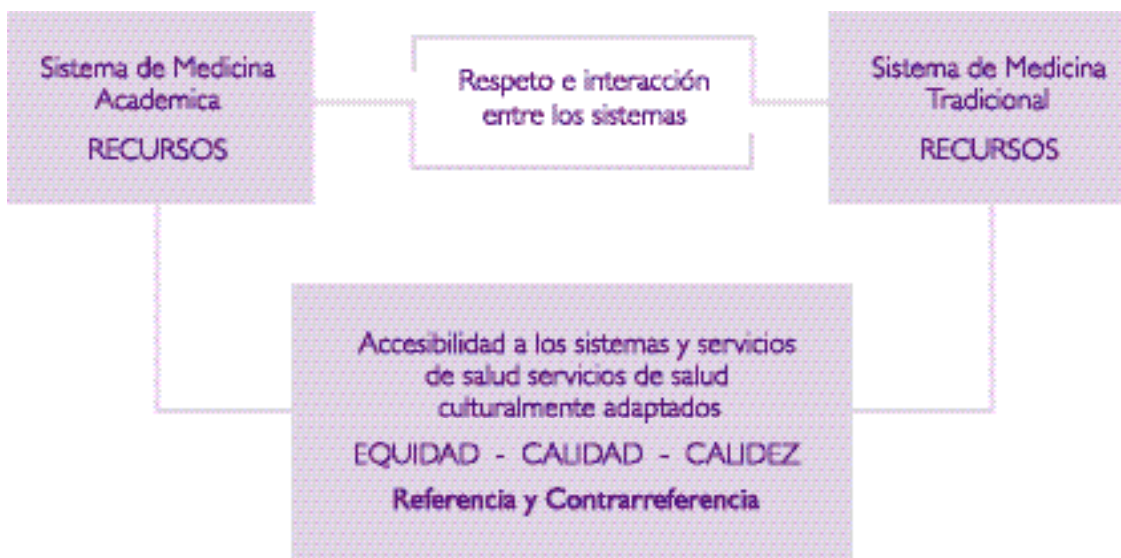 Sistema de Medicina
Academica
RECURSOS
Respeto e interacción
entre los sistemas
Sistema de Medicina
Tradicional
RECURSOS
Accesibilidad a los sistemas y servicios
de salud servicios de salud
culturalmente adaptados
EQUIDAD - CALIDAD - CALIDEZ
Referencia y Contrarreferencia